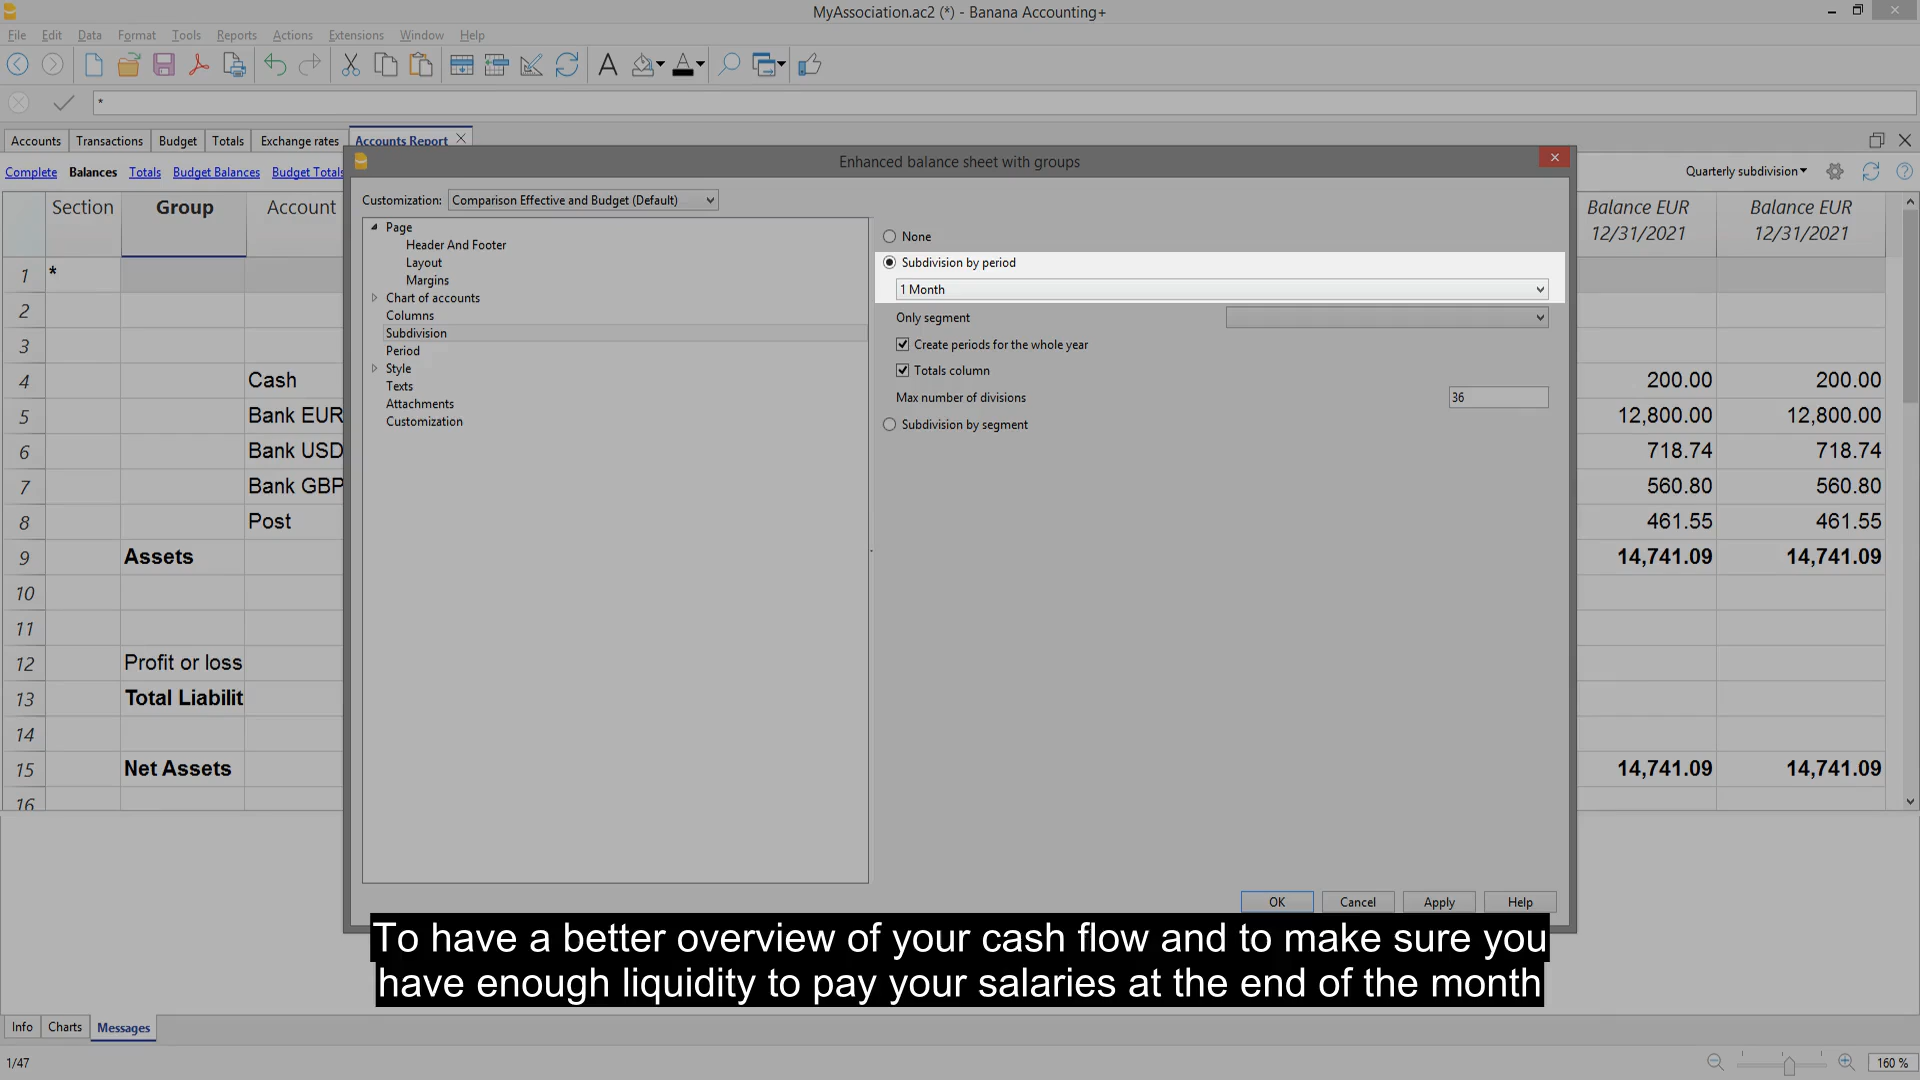 MyAssociation.ac2 (*) - Banana Accounting+
File Edit Data Format Tools Reports Actions Extensions Window Help
*
Accounts Transactions Budget Totals Exchange rates Accounts Report
Complete Balances Totals Budget Balances Budget Totals
Quarterly subdivision
Enhanced balance sheet with groups
Customization: Comparison Effective and Budget (Default)
Page
Header And Footer
Layout
Margins
Chart of accounts
Columns
Subdivision
Period
Style
Texts
Attachments
Customization
None
Subdivision by period
1 Month
Only segment
Create periods for the whole year
Totals column
Max number of divisions 36
Subdivision by segment
OK Cancel Apply Help
Section Group Account Balance EUR Balance EUR
12/31/2021 12/31/2021
1 *
2
3
4 Cash 200.00 200.00
5 Bank EUR 12,800.00 12,800.00
6 Bank USD 718.74 718.74
7 Bank GBP 560.80 560.80
8 Post 461.55 461.55
9 Assets 14,741.09 14,741.09
10
11
12 Profit or loss
13 Total Liabilit
14
15 Net Assets 14,741.09 14,741.09
16
To have a better overview of your cash flow and to make sure you
have enough liquidity to pay your salaries at the end of the month
Info Charts Messages
1/47
160 %